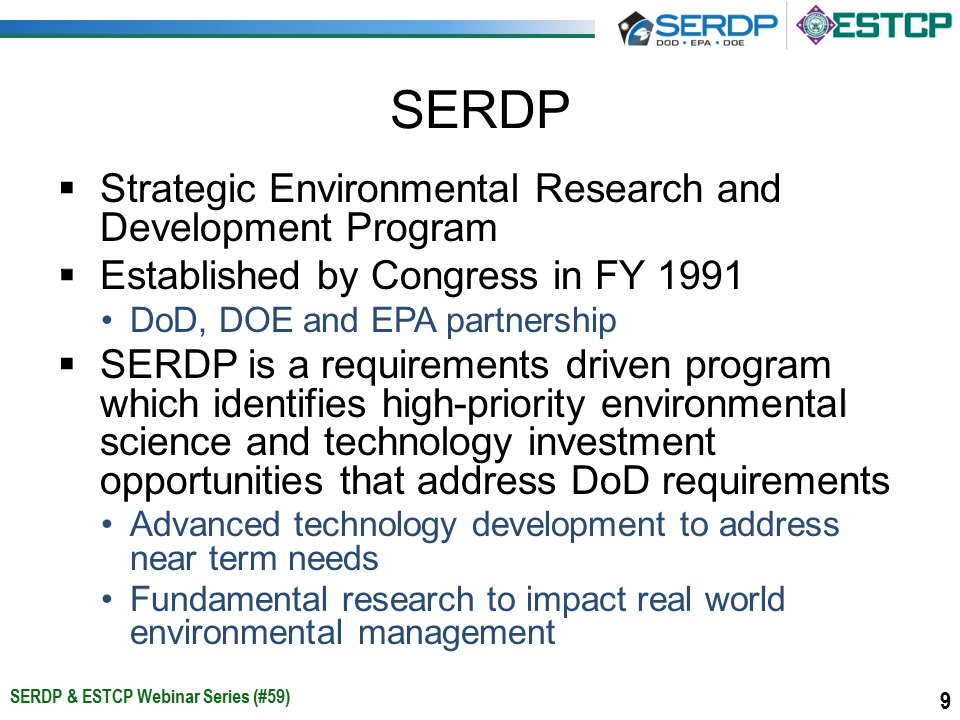 SERDP
DOD • EPA • DOE
ESTCP
SERDP
▪ Strategic Environmental Research and
Development Program
▪ Established by Congress in FY 1991
• DoD, DOE and EPA partnership
▪ SERDP is a requirements driven program
which identifies high-priority environmental
science and technology investment
opportunities that address DoD requirements
• Advanced technology development to address
near term needs
• Fundamental research to impact real world
environmental management
SERDP & ESTCP Webinar Series (#59)
9